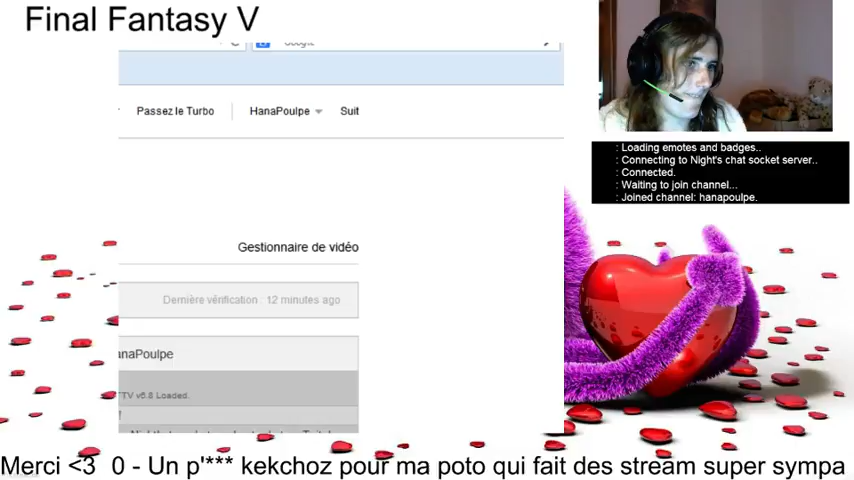 Final Fantasy V
Google
Passez le Turbo
HanaPoulpe
Suit
: Loading emotes and badges..
: Connecting to Night's chat socket server..
: Connected.
: Waiting to join channel...
: Joined channel: hanapoulpe.
Gestionnaire de vidéo
Dernière vérification : 12 minutes ago
anaPoulpe
TTV v6.8 Loaded.
Merci <3 0 - Un p'*** kekchoz pour ma poto qui fait des stream super sympa